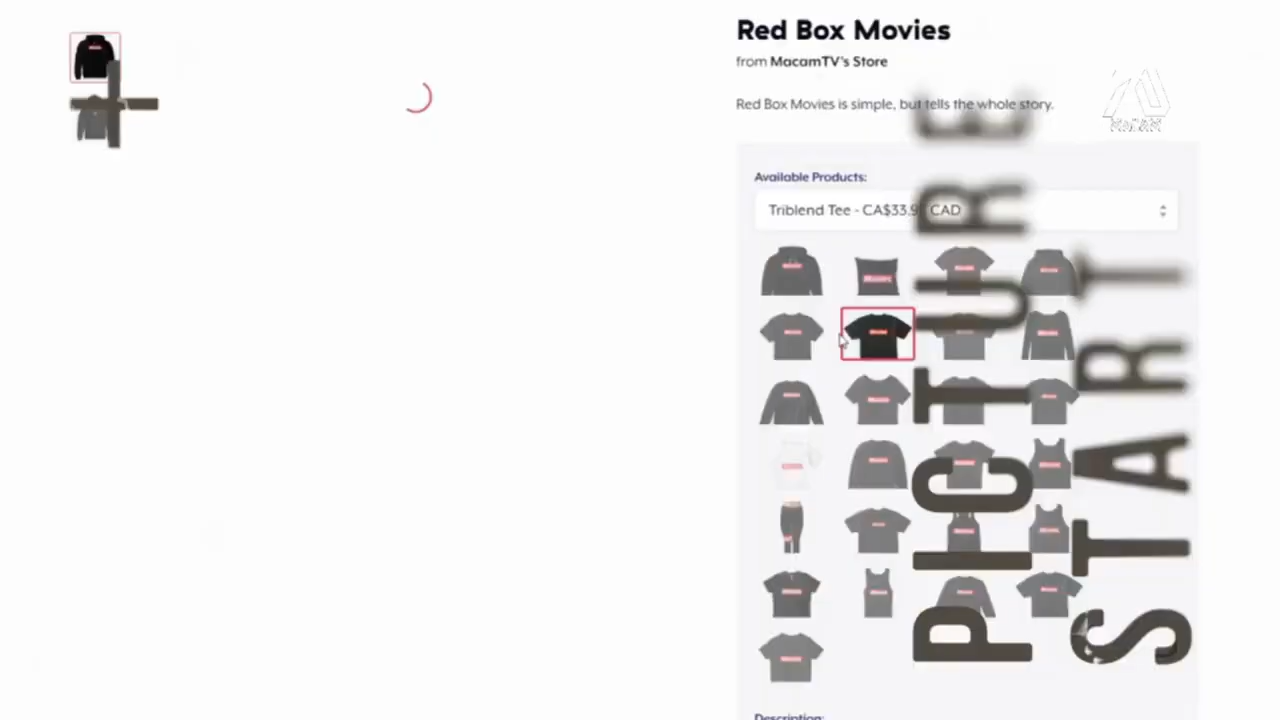 Red Box Movies
from MacamTV's Store
Red Box Movies is simple, but tells the whole story.
Available Products:
Triblend Tee - CA$33.9 CAD
PICTURE
START
Description: